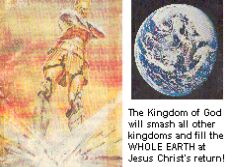 The Kingdom of God
will smash all other
kingdoms and fill the
WHOLE EARTH at
Jesus Christ's return!